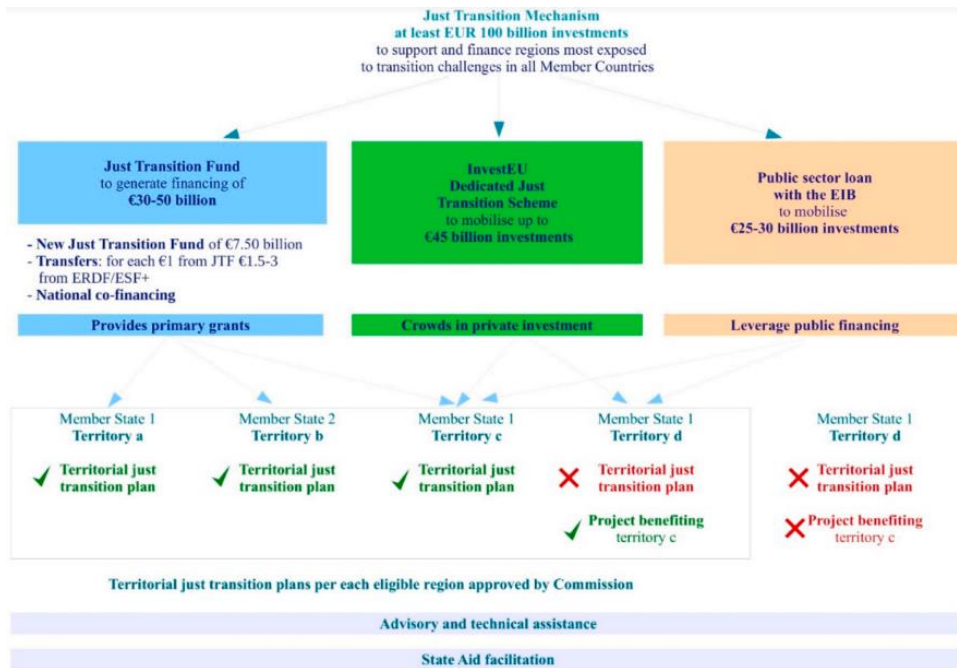 Just Transition Mechanism
at least EUR 100 billion investments
to support and finance regions most exposed
to transition challenges in all Member Countries
Just Transition Fund
to generate financing of
€30-50 billion
InvestEU
Dedicated Just
Transition Scheme
to mobilise up to
€45 billion investments
Public sector loan
with the EIB
to mobilise
€25-30 billion investments
- New Just Transition Fund of €7.50 billion
- Transfers: for each €1 from JTF €1.5-3
from ERDF/ESF+
- National co-financing
Provides primary grants
Crowds in private investment
Leverage public financing
Member State 1
Territory a
Territorial just
transition plan
Member State 2
Territory b
Territorial just
transition plan
Member State 1
Territory c
Territorial just
transition plan
Member State 1
Territory d
Territorial just
transition plan
Project benefiting
territory c
Member State 1
Territory d
Territorial just
transition plan
Project benefiting
territory c
Territorial just transition plans per each eligible region approved by Commission
Advisory and technical assistance
State Aid facilitation